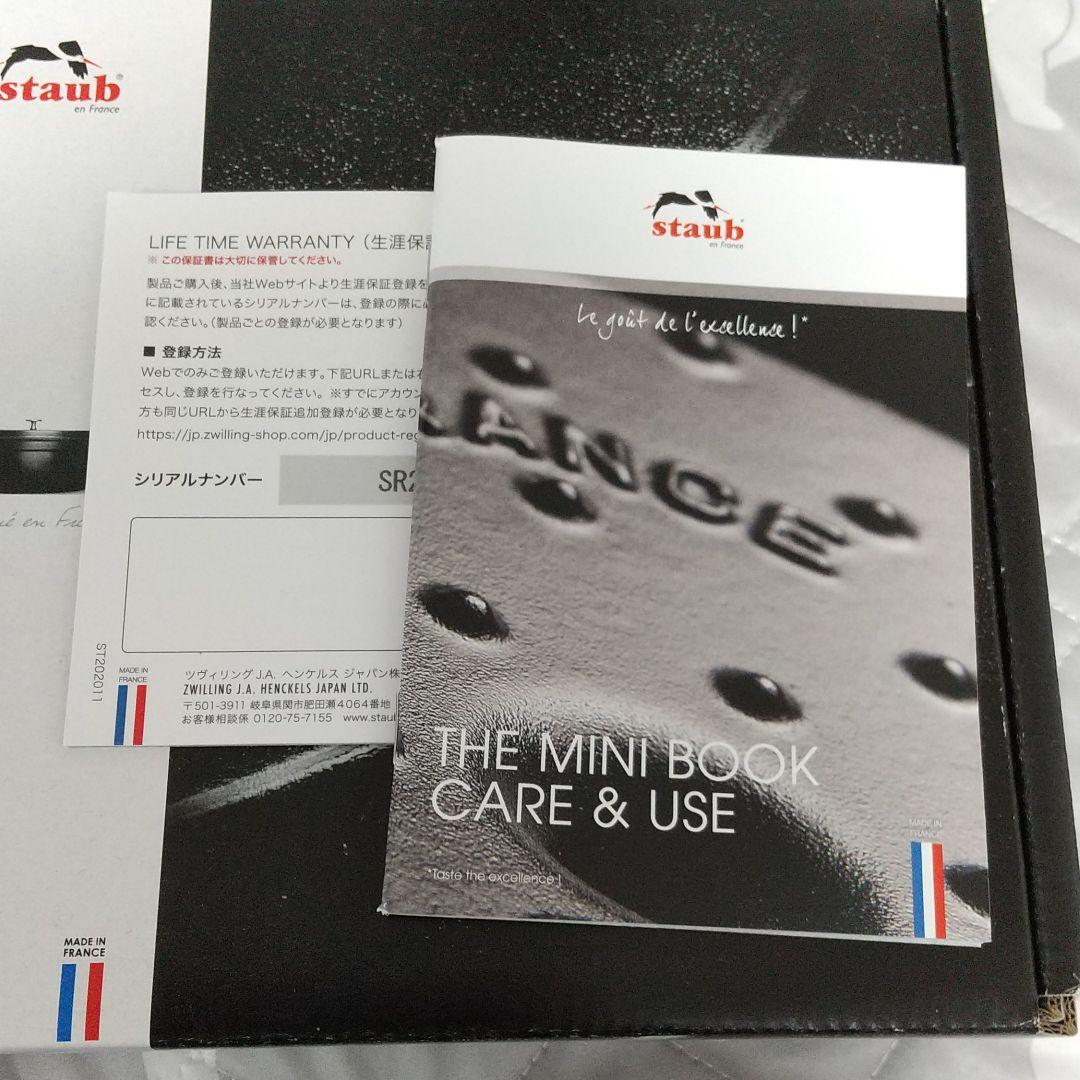 staub
en France
MADE IN
FRANCE
LIFE TIME WARRANTY（生涯保
※ この保証書は大切に保管してください。
製品ご購入後、当社Webサイトより生涯保証登録を
に記載されているシリアルナンバーは、登録の際に
認ください。（製品ごとの登録が必要となります）
■ 登録方法
Webでのみご登録いただけます。下記URLまたは
セスし、登録を行なってください。 ※すでにアカウン
方も同じURLから生涯保証追加登録が必要となり
https://jp.zwilling-shop.com/jp/product-reg
シリアルナンバー
SR2
ST202011
MADE IN
FRANCE
ツヴィリング J.A. ヘンケルス ジャパン株
ZWILLING J.A. HENCKELS JAPAN LTD.
〒501-3911 岐阜県関市肥田瀬4064番地
お客様相談係 0120-75-7155 www.staub
staub
en France
Le goût de l'excellence !*
ANCE
THE MINI BOOK
CARE & USE
*Taste the excellence !
MADE IN
FRANCE